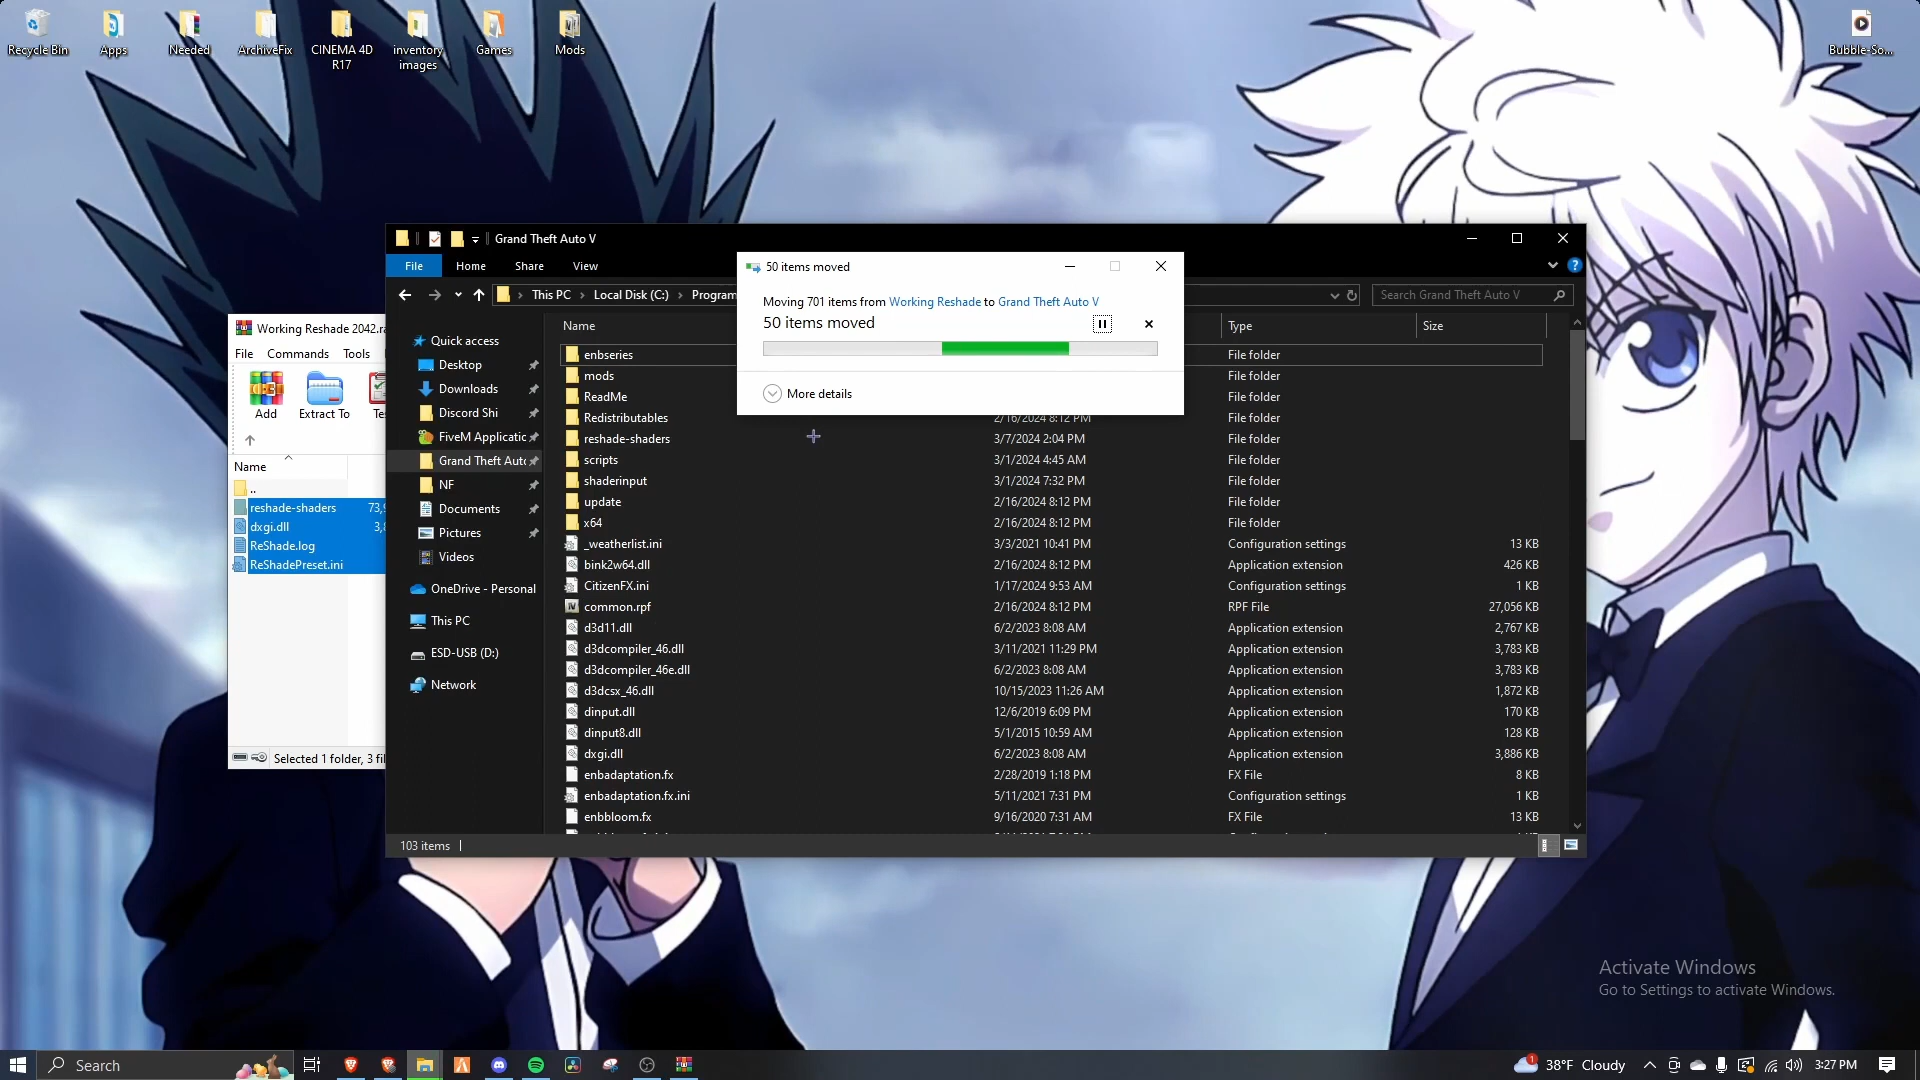 Recycle Bin
Apps
Needed
ArchiveFix
CINEMA 4D
R17
inventory
images
Games
Mods
Bubble-So...
Grand Theft Auto V
File
Home
Share
View
This PC
Local Disk (C:)
Search Grand Theft Auto V
50 items moved
Moving 701 items from Working Reshade to Grand Theft Auto V
50 items moved
More details
Working Reshade 2042.ra
File
Commands
Tools
Add
Extract To
Name
..
reshade-shaders
dxgi.dll
ReShade.log
ReShadePreset.ini
Selected 1 folder, 3 fil
Quick access
Desktop
Downloads
Discord Shi
FiveM Applicatic
Grand Theft Auto
NF
Documents
Pictures
Videos
OneDrive - Personal
This PC
ESD-USB (D:)
Network
Name Type Size
enbseries File folder
mods File folder
ReadMe File folder
Redistributables 2/16/2024 8:12 PM File folder
reshade-shaders 3/7/2024 2:04 PM File folder
scripts 3/1/2024 4:45 AM File folder
shaderinput 3/1/2024 7:32 PM File folder
update 2/16/2024 8:12 PM File folder
x64 2/16/2024 8:12 PM File folder
_weatherlist.ini 3/3/2021 10:41 PM Configuration settings 13 KB
bink2w64.dll 2/16/2024 8:12 PM Application extension 426 KB
CitizenFX.ini 1/17/2024 9:53 AM Configuration settings 1 KB
common.rpf 2/16/2024 8:12 PM RPF File 27,056 KB
d3d11.dll 6/2/2023 8:08 AM Application extension 2,767 KB
d3dcompiler_46.dll 3/11/2021 11:29 PM Application extension 3,783 KB
d3dcompiler_46e.dll 6/2/2023 8:08 AM Application extension 3,783 KB
d3dcsx_46.dll 10/15/2023 11:26 AM Application extension 1,872 KB
dinput.dll 12/6/2019 6:09 PM Application extension 170 KB
dinput8.dll 5/1/2015 10:59 AM Application extension 128 KB
dxgi.dll 6/2/2023 8:08 AM Application extension 3,886 KB
enbadaptation.fx 2/28/2019 1:18 PM FX File 8 KB
enbadaptation.fx.ini 5/11/2021 7:31 PM Configuration settings 1 KB
enbbloom.fx 9/16/2020 7:31 AM FX File 13 KB
103 items
Activate Windows
Go to Settings to activate Windows.
Search
38°F Cloudy
3:27 PM